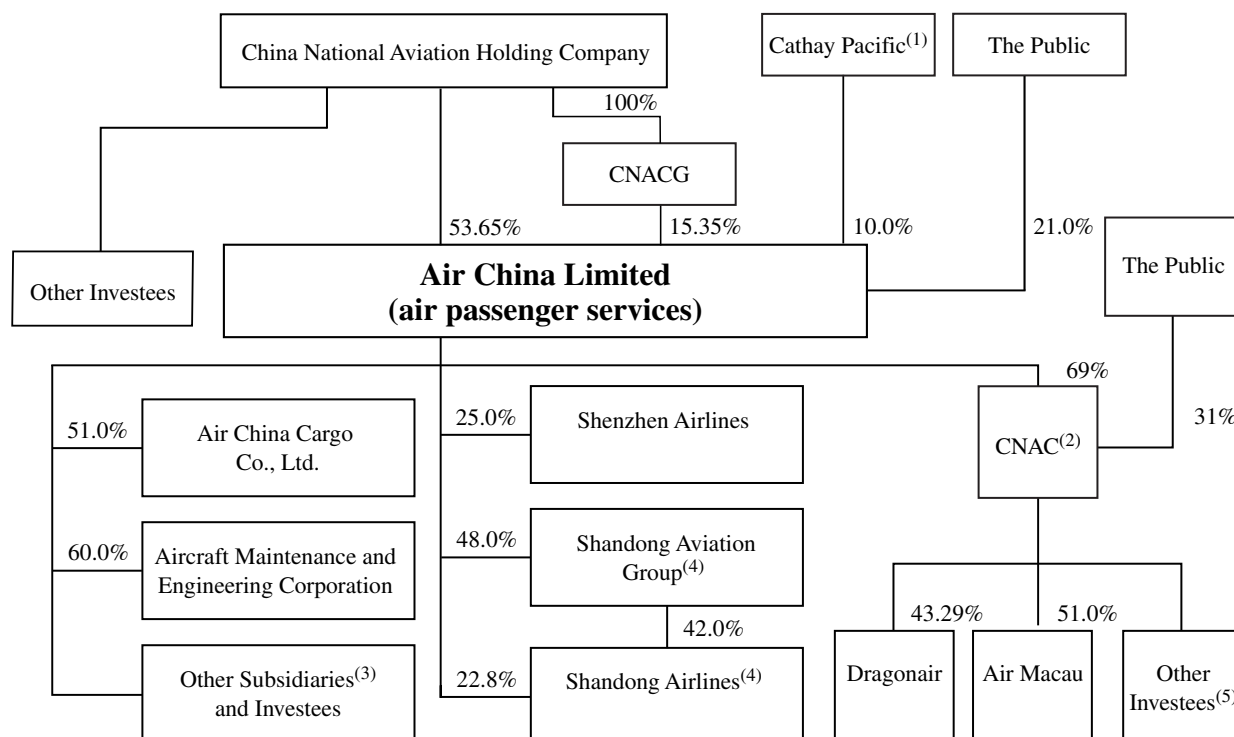 China National Aviation Holding Company
Cathay Pacific(1)
The Public
100%
CNACG
53.65%
15.35%
10.0%
21.0%
Other Investees
Air China Limited
(air passenger services)
The Public
69%
31%
51.0%
Air China Cargo
Co., Ltd.
25.0%
Shenzhen Airlines
CNAC(2)
60.0%
Aircraft Maintenance and
Engineering Corporation
48.0%
Shandong Aviation
Group(4)
42.0%
43.29%
51.0%
Other Subsidiaries(3)
and Investees
22.8%
Shandong Airlines(4)
Dragonair
Air Macau
Other
Investees(5)